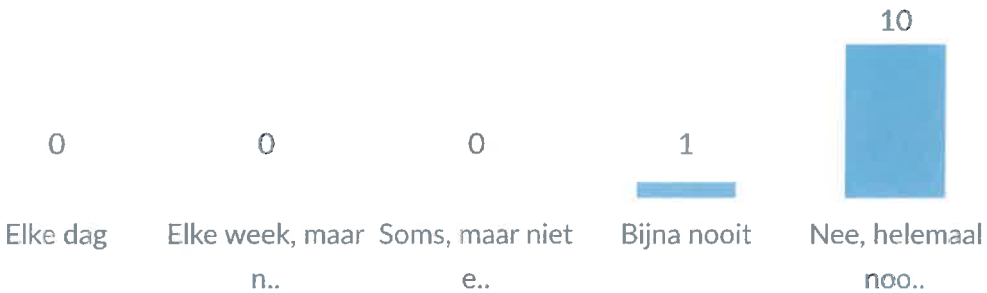 10
0 0 0 1
Elke dag Elke week, maar Soms, maar niet Bijna nooit Nee, helemaal
n.. e.. noo..